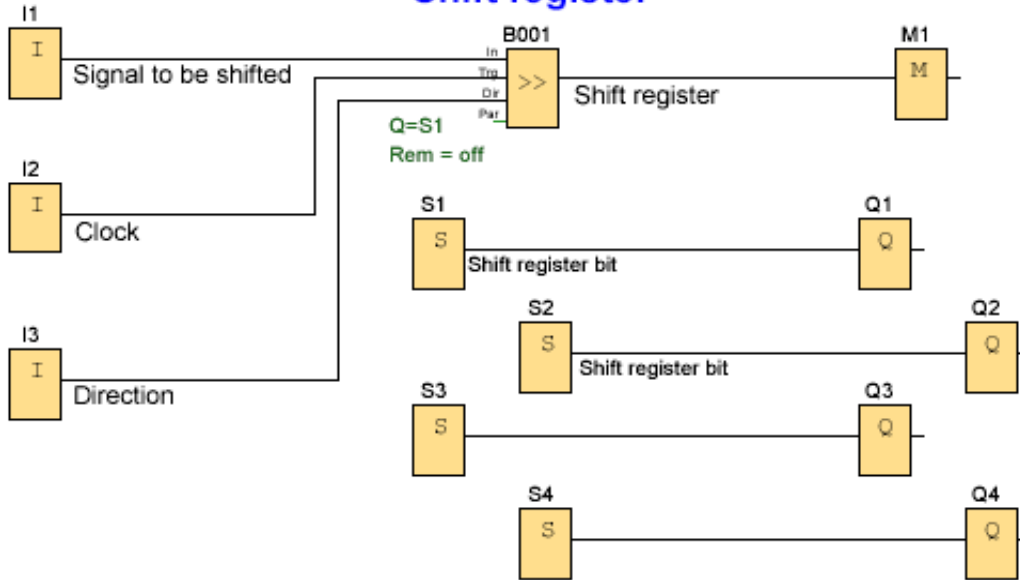 Shift register
I1
I
Signal to be shifted
B001
In
Trg
Dir
Par
>>
Shift register
M1
M
Q=S1
Rem = off
I2
I
Clock
S1
S
Shift register bit
Q1
Q
S2
S
Shift register bit
Q2
Q
I3
I
Direction
S3
S
Q3
Q
S4
S
Q4
Q